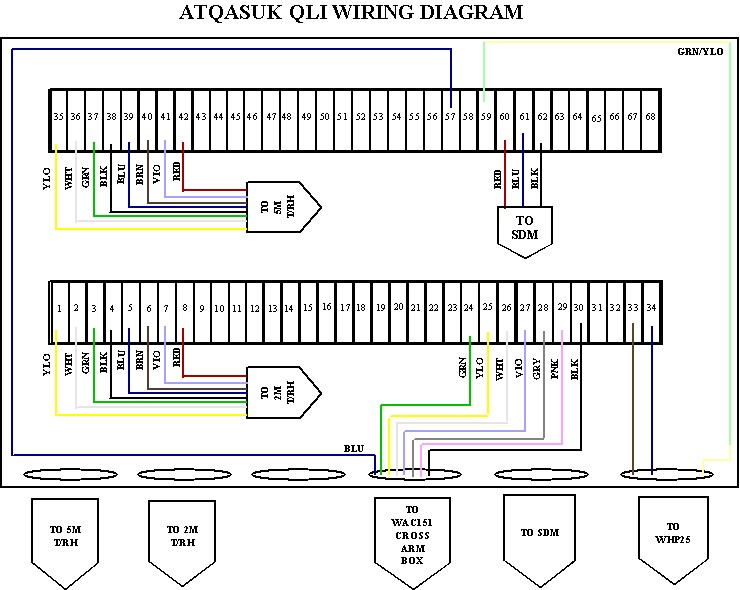 ATQASUK QLI WIRING DIAGRAM
GRN/YLO
35 36 37 38 39 40 41 42 43 44 45 46 47 48 49 50 51 52 53 54 55 56 57 58 59 60 61 62 63 64 65 66 67 68
YLO WHT GRN BLK BLU BRN VIO RED
TO
5M
T/RH
RED BLU BLK
TO
SDM
1 2 3 4 5 6 7 8 9 10 11 12 13 14 15 16 17 18 19 20 21 22 23 24 25 26 27 28 29 30 31 32 33 34
YLO WHT GRN BLK BLU BRN VIO RED
TO
2M
T/RH
GRN YLO WHT VIO GRY PNK BLK
BLU
TO 5M
T/RH
TO 2M
T/RH
TO
WAC151
CROSS
ARM
BOX
TO SDM
TO
WHP25